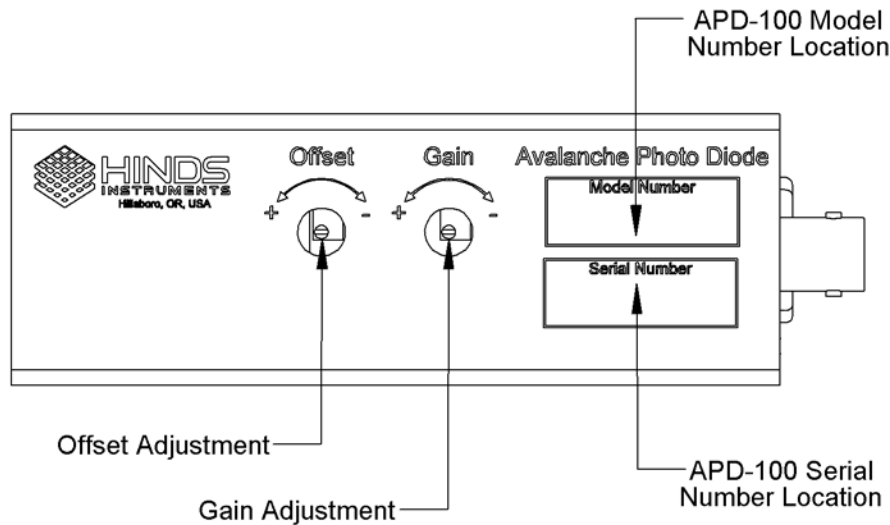 APD-100 Model
Number Location
HINDS
INSTRUMENTS
Hillsboro, OR, USA
Offset
Gain
Avalanche Photo Diode
+ -
+ -
Model Number
Serial Number
Offset Adjustment
Gain Adjustment
APD-100 Serial
Number Location